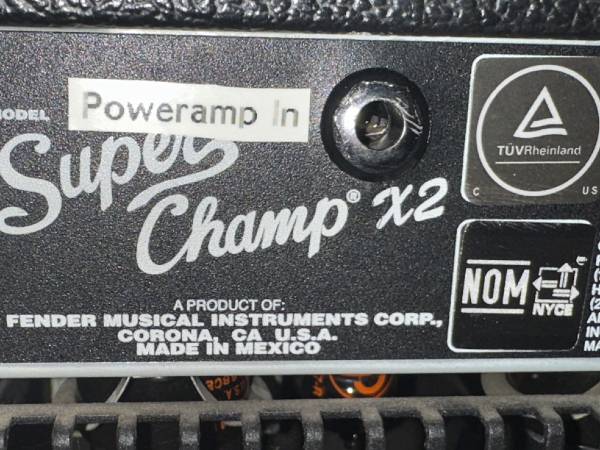 MODEL
Poweramp In
Super
Champ® X2
TÜVRheinland
C US
NOM
NYCE
A PRODUCT OF:
FENDER MUSICAL INSTRUMENTS CORP.,
CORONA, CA U.S.A.
MADE IN MEXICO